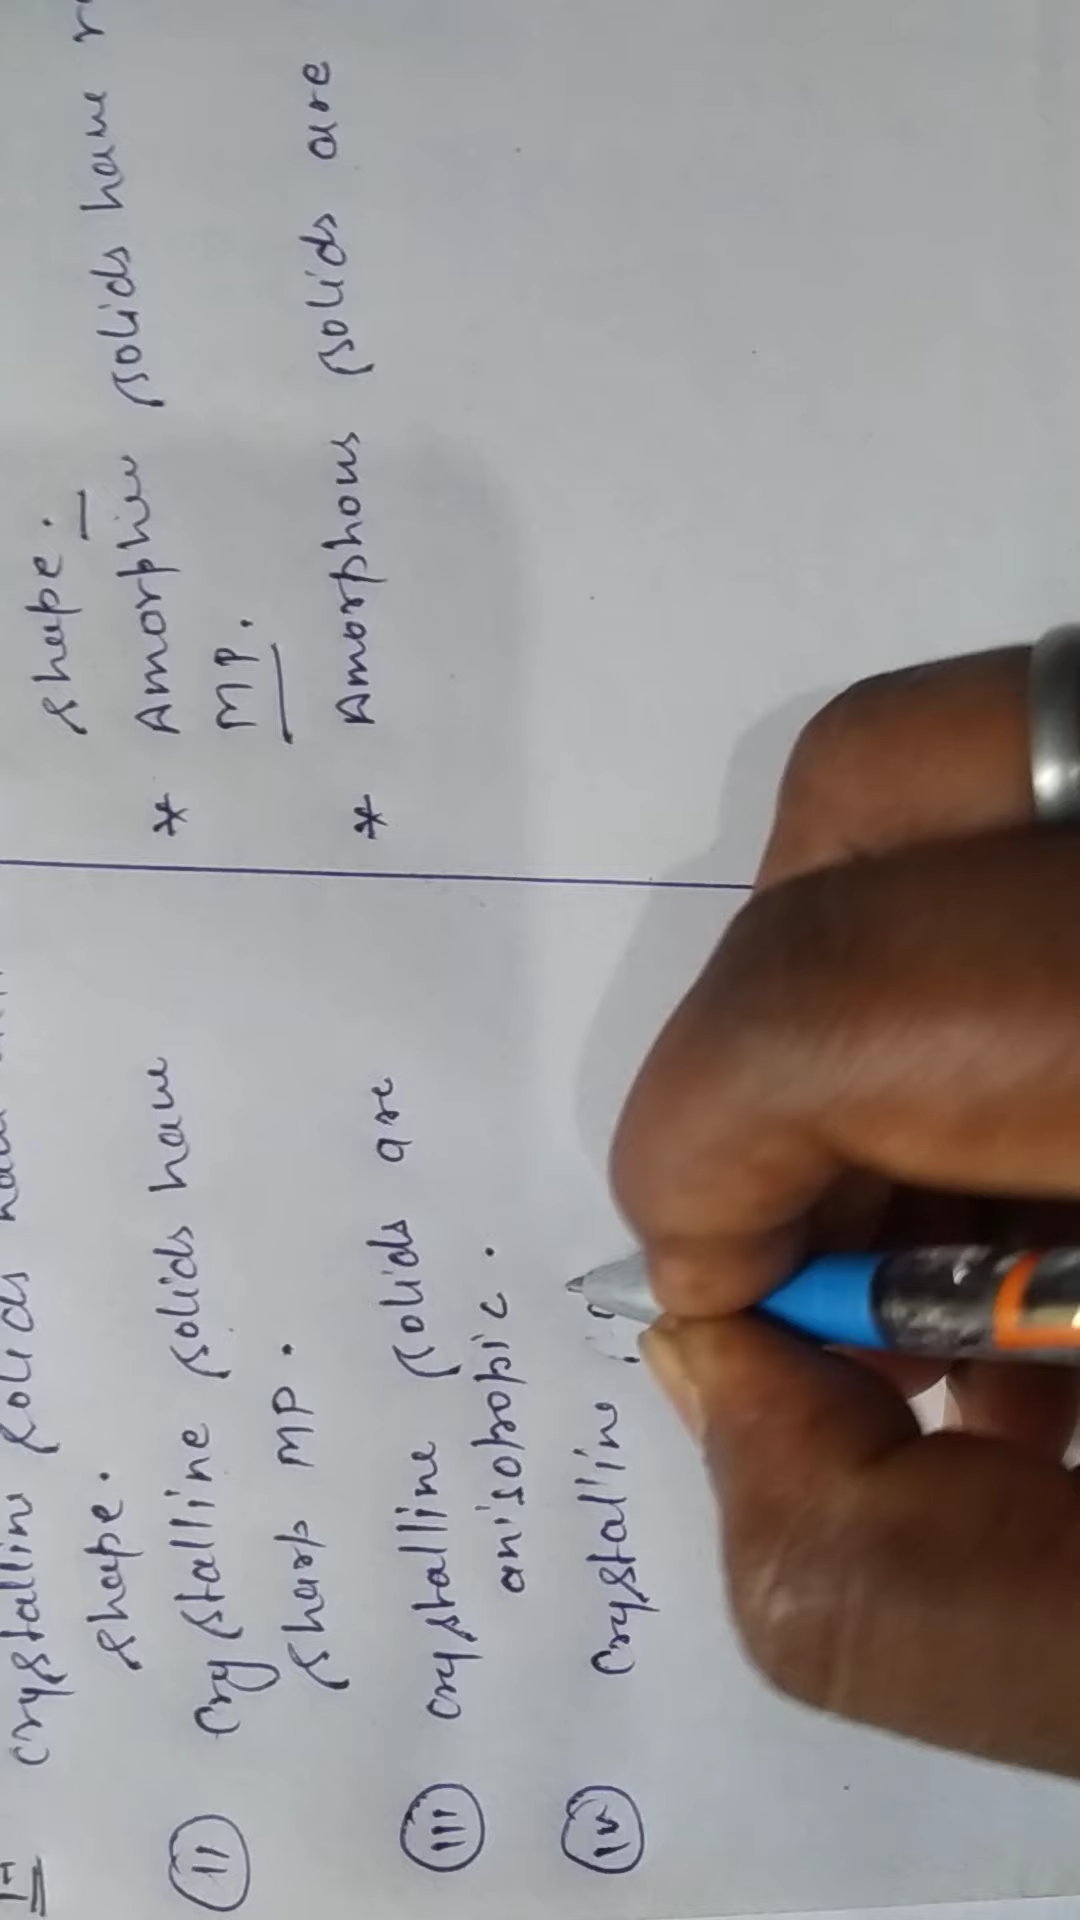 crystalline solids
shape.
(ii) Crystalline solids have
sharp MP.
(iii) crystalline solids are
anisotropic.
(iv) Crystalline
shape.
* Amorphous solids have
MP.
* Amorphous solids are